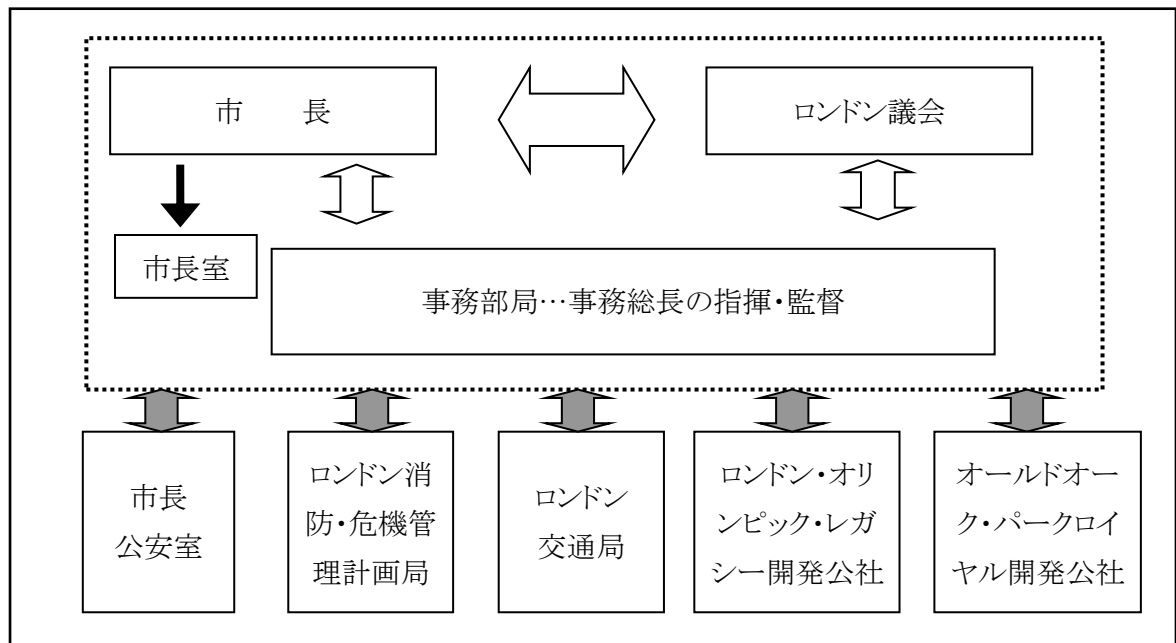 市　　長
ロンドン議会
市長室
事務部局…事務総長の指揮・監督
市長
公安室
ロンドン消
防・危機管
理計画局
ロンドン
交通局
ロンドン・オリ
ンピック・レガ
シー開発公社
オールドオー
ク・パークロイ
ヤル開発公社